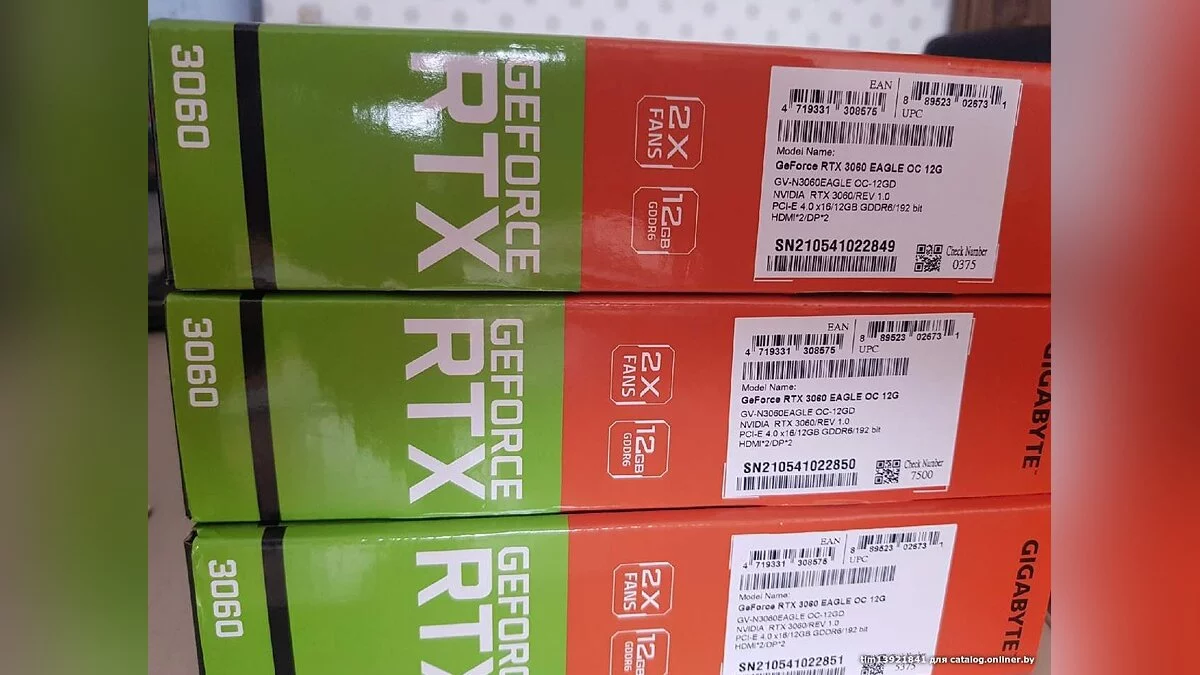 3060
GEFORCE
RTX
2X
FANS
12GB
GDDR6
EAN
4 719331 308575
8 89523 02673 1
UPC
Model Name:
GeForce RTX 3060 EAGLE OC 12G
GV-N3060EAGLE OC-12GD
NVIDIA RTX 3060/REV 1.0
PCI-E 4.0 x16/12GB GDDR6/192 bit
HDMI*2/DP*2
SN210541022849
Check Number
0375
3060
GEFORCE
RTX
2X
FANS
12GB
GDDR6
EAN
4 719331 308575
8 89523 02673 1
UPC
Model Name:
GeForce RTX 3060 EAGLE OC 12G
GV-N3060EAGLE OC-12GD
NVIDIA RTX 3060/REV 1.0
PCI-E 4.0 x16/12GB GDDR6/192 bit
HDMI*2/DP*2
SN210541022850
Check Number
7500
GIGABYTE™
3060
GEFORCE
RTX
2X
FANS
12GB
GDDR6
EAN
4 719331 308575
8 89523 02673 1
UPC
Model Name:
GeForce RTX 3060 EAGLE OC 12G
GV-N3060EAGLE OC-12GD
NVIDIA RTX 3060/REV 1.0
PCI-E 4.0 x16/12GB GDDR6/192 bit
HDMI*2/DP*2
SN210541022851
GIGABYTE™
tim13921841 для catalog.onliner.by